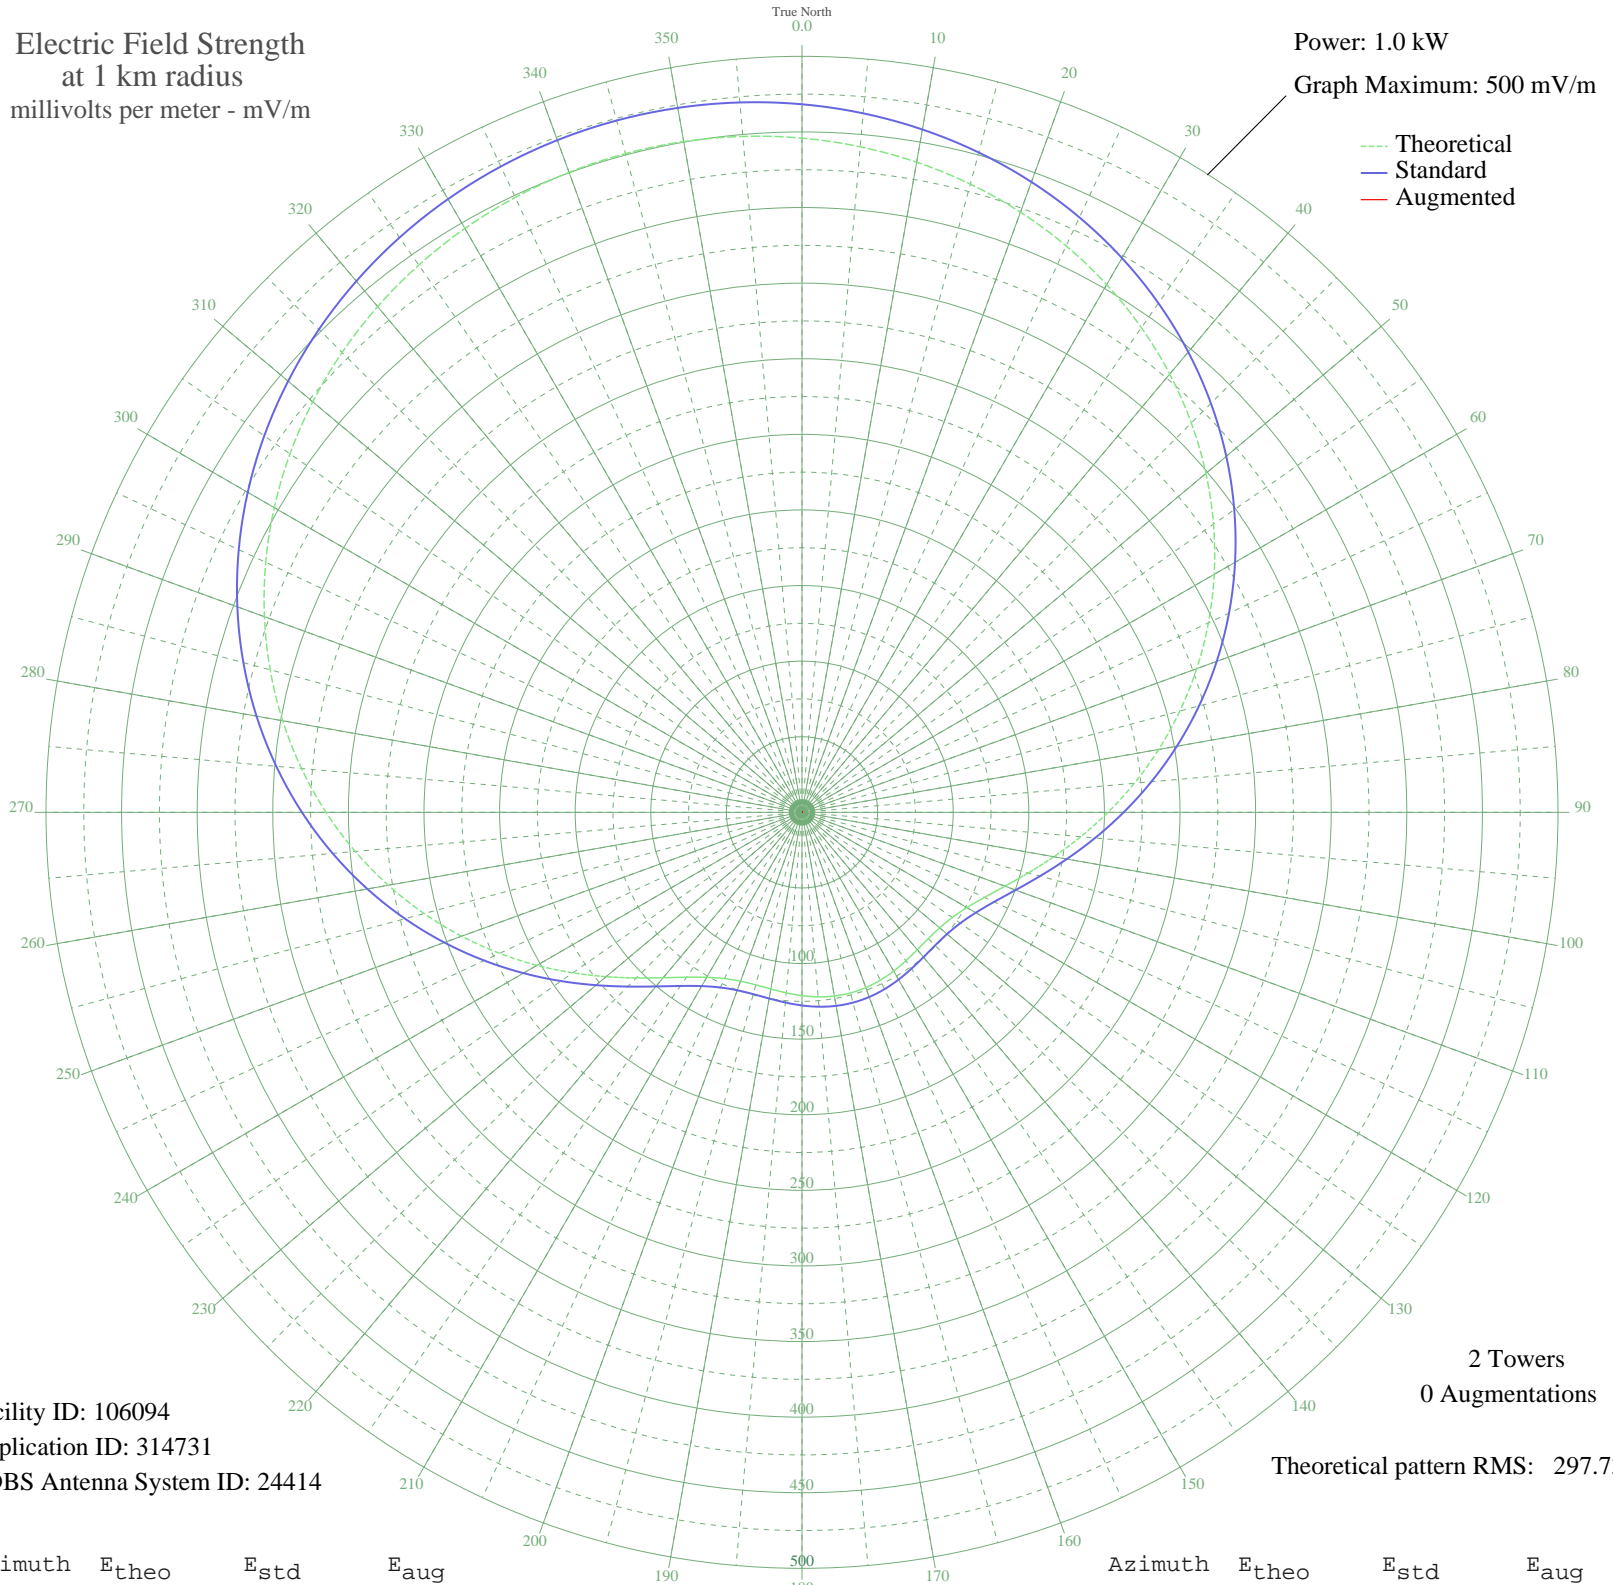 True North
0.0
Electric Field Strength
at 1 km radius
millivolts per meter - mV/m
Power: 1.0 kW
Graph Maximum: 500 mV/m
Theoretical
Standard
Augmented
10
20
30
40
50
60
70
80
90
100
110
120
130
140
150
160
170
190
200
210
220
230
240
250
260
270
280
290
300
310
320
330
340
350
100
150
200
250
300
350
400
450
500
2 Towers
0 Augmentations
cility ID: 106094
plication ID: 314731
DBS Antenna System ID: 24414
Theoretical pattern RMS: 297.7
imuth Etheo Estd Eaug
Azimuth Etheo Estd Eaug